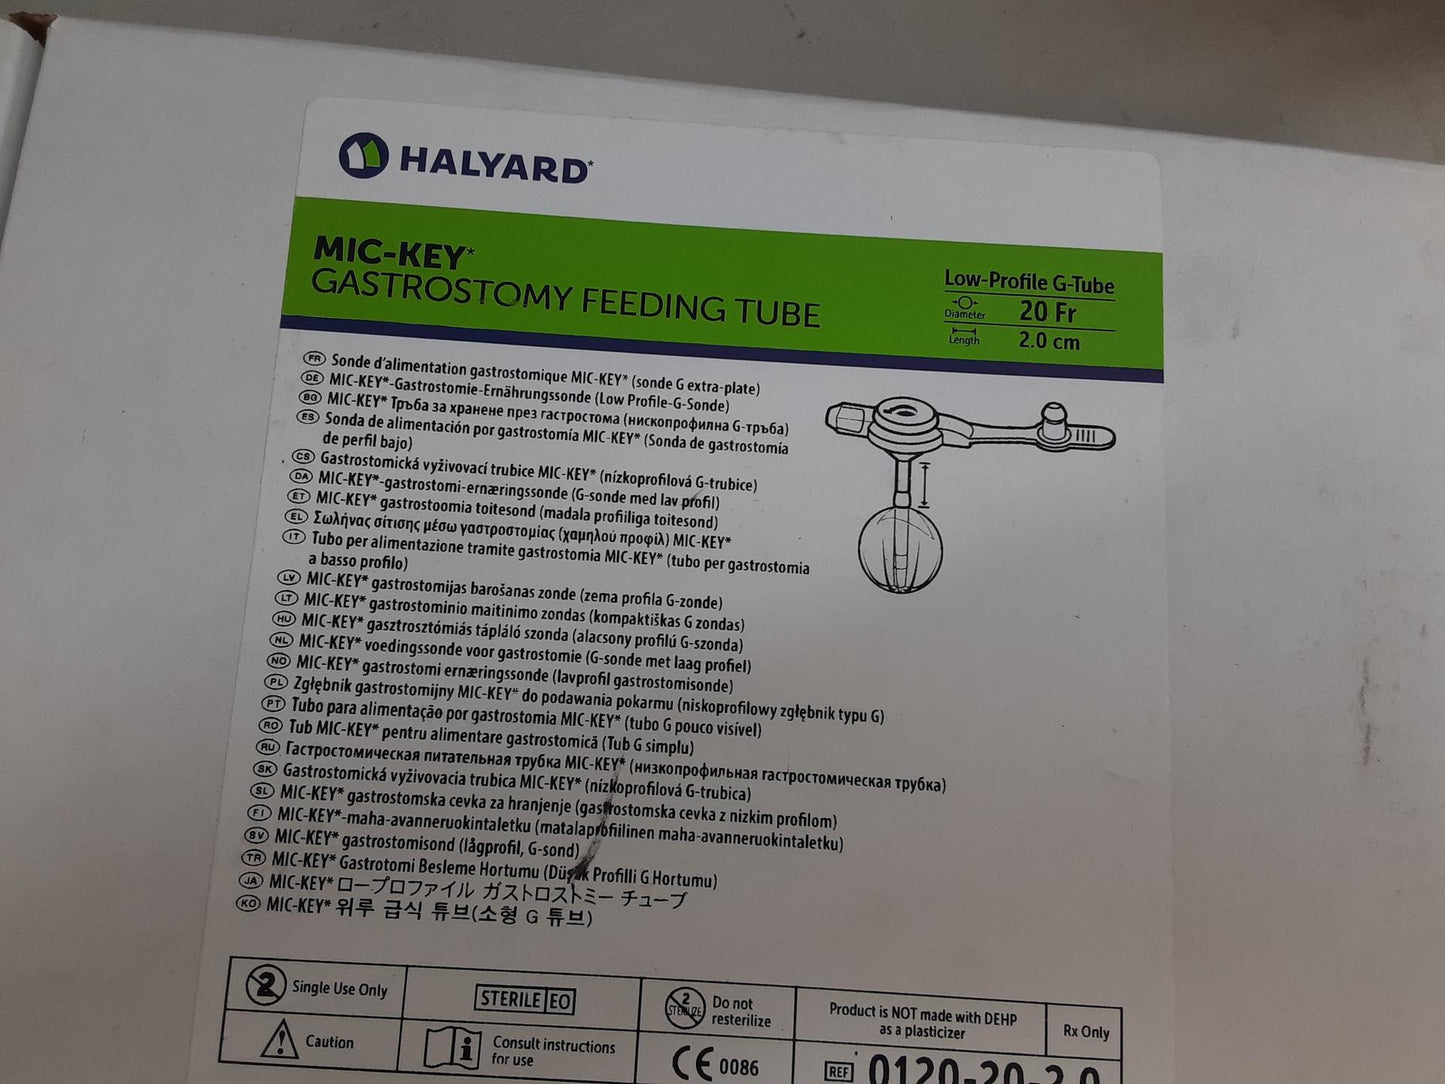 HALYARD*
MIC-KEY*
GASTROSTOMY FEEDING TUBE
Low-Profile G-Tube
Diameter 20 Fr
Length 2.0 cm
FR Sonde d'alimentation gastrostomique MIC-KEY* (sonde G extra-plate)
DE MIC-KEY*-Gastrostomie-Ernährungssonde (Low Profile-G-Sonde)
BG MIC-KEY* Тръба за хранене през гастростома (нископрофилна G-тръба)
ES Sonda de alimentación por gastrostomía MIC-KEY* (Sonda de gastrostomía
de perfil bajo)
CS Gastrostomická vyživovací trubice MIC-KEY* (nízkoprofilová G-trubice)
DA MIC-KEY*-gastrostomi-ernæringssonde (G-sonde med lav profil)
ET MIC-KEY* gastrostoomia toitesond (madala profiiliga toitesond)
EL Σωλήνας σίτισης μέσω γαστροστομίας (χαμηλού προφίλ) MIC-KEY*
IT Tubo per alimentazione tramite gastrostomia MIC-KEY* (tubo per gastrostomia
a basso profilo)
LV MIC-KEY* gastrostomijas barošanas zonde (zema profila G-zonde)
LT MIC-KEY* gastrostominio maitinimo zondas (kompaktiškas G zondas)
HU MIC-KEY* gasztrosztómiás tápláló szonda (alacsony profilú G-szonda)
NL MIC-KEY* voedingssonde voor gastrostomie (G-sonde met laag profiel)
NO MIC-KEY* gastrostomi ernæringssonde (lavprofil gastrostomisonde)
PL Zgłębnik gastrostomijny MIC-KEY* do podawania pokarmu (niskoprofilowy zgłębnik typu G)
PT Tubo para alimentação por gastrostomia MIC-KEY* (tubo G pouco visível)
RO Tub MIC-KEY* pentru alimentare gastrostomică (Tub G simplu)
RU Гастростомическая питательная трубка MIC-KEY* (низкопрофильная гастростомическая трубка)
SK Gastrostomická vyživovacia trubica MIC-KEY* (nízkoprofilová G-trubica)
SL MIC-KEY* gastrostomska cevka za hranjenje (gastrostomska cevka z nizkim profilom)
FI MIC-KEY*-maha-avanneruokintaletku (matalaprofiilinen maha-avanneruokintaletku)
SV MIC-KEY* gastrostomisond (lågprofil, G-sond)
TR MIC-KEY* Gastrotomi Besleme Hortumu (Düşük Profilli G Hortumu)
JA MIC-KEY* ロープロファイル ガストロストミー チューブ
KO MIC-KEY* 위루 급식 튜브(소형 G 튜브)
2 Single Use Only
STERILE EO
2 STERILIZE Do not
resterilize
Product is NOT made with DEHP
as a plasticizer
Rx Only
Caution
Consult instructions
for use
CE 0086
REF 0120-20-2.0